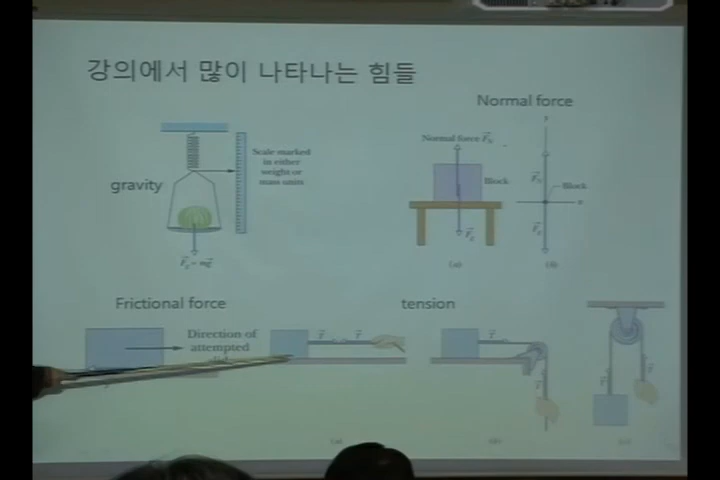 강의에서 많이 나타나는 힘들
Normal force
gravity
Scale marked
in either
weight or
mass units
Normal force
Block
Block
Frictional force
tension
Direction of
attempted
(a)
(b)
(a)
(b)
(c)